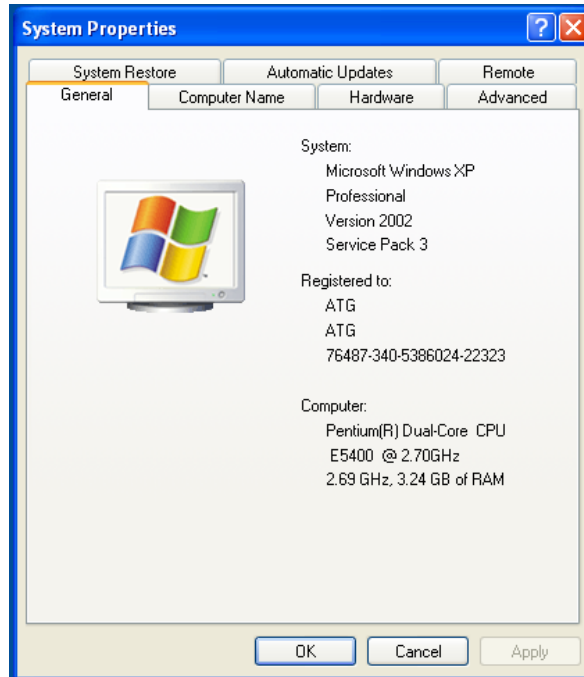 System Properties
System Restore
Automatic Updates
Remote
General
Computer Name
Hardware
Advanced
System:
Microsoft Windows XP
Professional
Version 2002
Service Pack 3
Registered to:
ATG
ATG
76487-340-5386024-22323
Computer:
Pentium(R) Dual-Core CPU
E5400 @ 2.70GHz
2.69 GHz, 3.24 GB of RAM
OK
Cancel
Apply